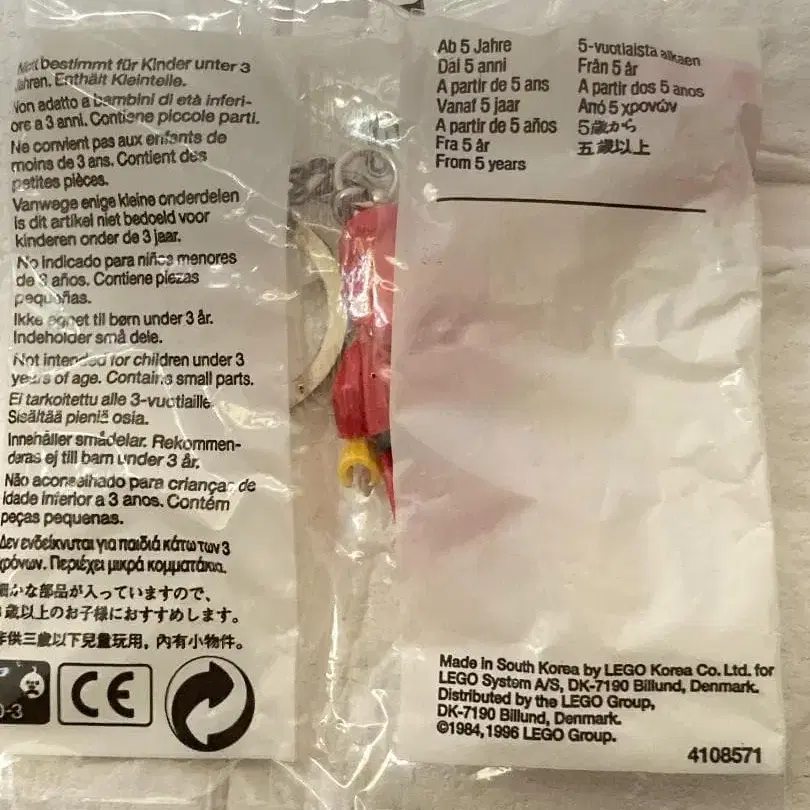 bestimmt für Kinder unter 3
Jahren. Enthält Kleinteile.
Non adatto a bambini di età inferi-
ore a 3 anni. Contiene piccole parti.
Ne convient pas aux enfants de
moins de 3 ans. Contient des
petites pièces.
Vanwege enige kleine onderdelen
is dit artikel niet bedoeld voor
kinderen onder de 3 jaar.
No indicado para niños menores
de 3 años. Contiene piezas
pequeñas.
Ikke egnet til børn under 3 år.
Indeholder små dele.
Not intended for children under 3
years of age. Contains small parts.
Ei tarkoitettu alle 3-vuotiaille.
Sisältää pieniä osia.
Innehåller smådelar. Rekommen-
deras ej till barn under 3 år.
Não aconselhado para crianças de
idade inferior a 3 anos. Contém
peças pequenas.
Δεν ενδείκνυται για παιδιά κάτω των 3
χρόνων. Περιέχει μικρά κομματάκια.
細かな部品が入っていますので、
歳以上のお子様におすすめします。
非供三歲以下兒童玩用，內有小物件。
0-3
CE
Ab 5 Jahre
Dai 5 anni
A partir de 5 ans
Vanaf 5 jaar
A partir de 5 años
Fra 5 år
From 5 years
5-vuotiaista alkaen
Från 5 år
A partir dos 5 anos
Από 5 χρονών
5歳から
五歲以上
Made in South Korea by LEGO Korea Co. Ltd. for
LEGO System A/S, DK-7190 Billund, Denmark.
Distributed by the LEGO Group,
DK-7190 Billund, Denmark.
©1984,1996 LEGO Group.
4108571